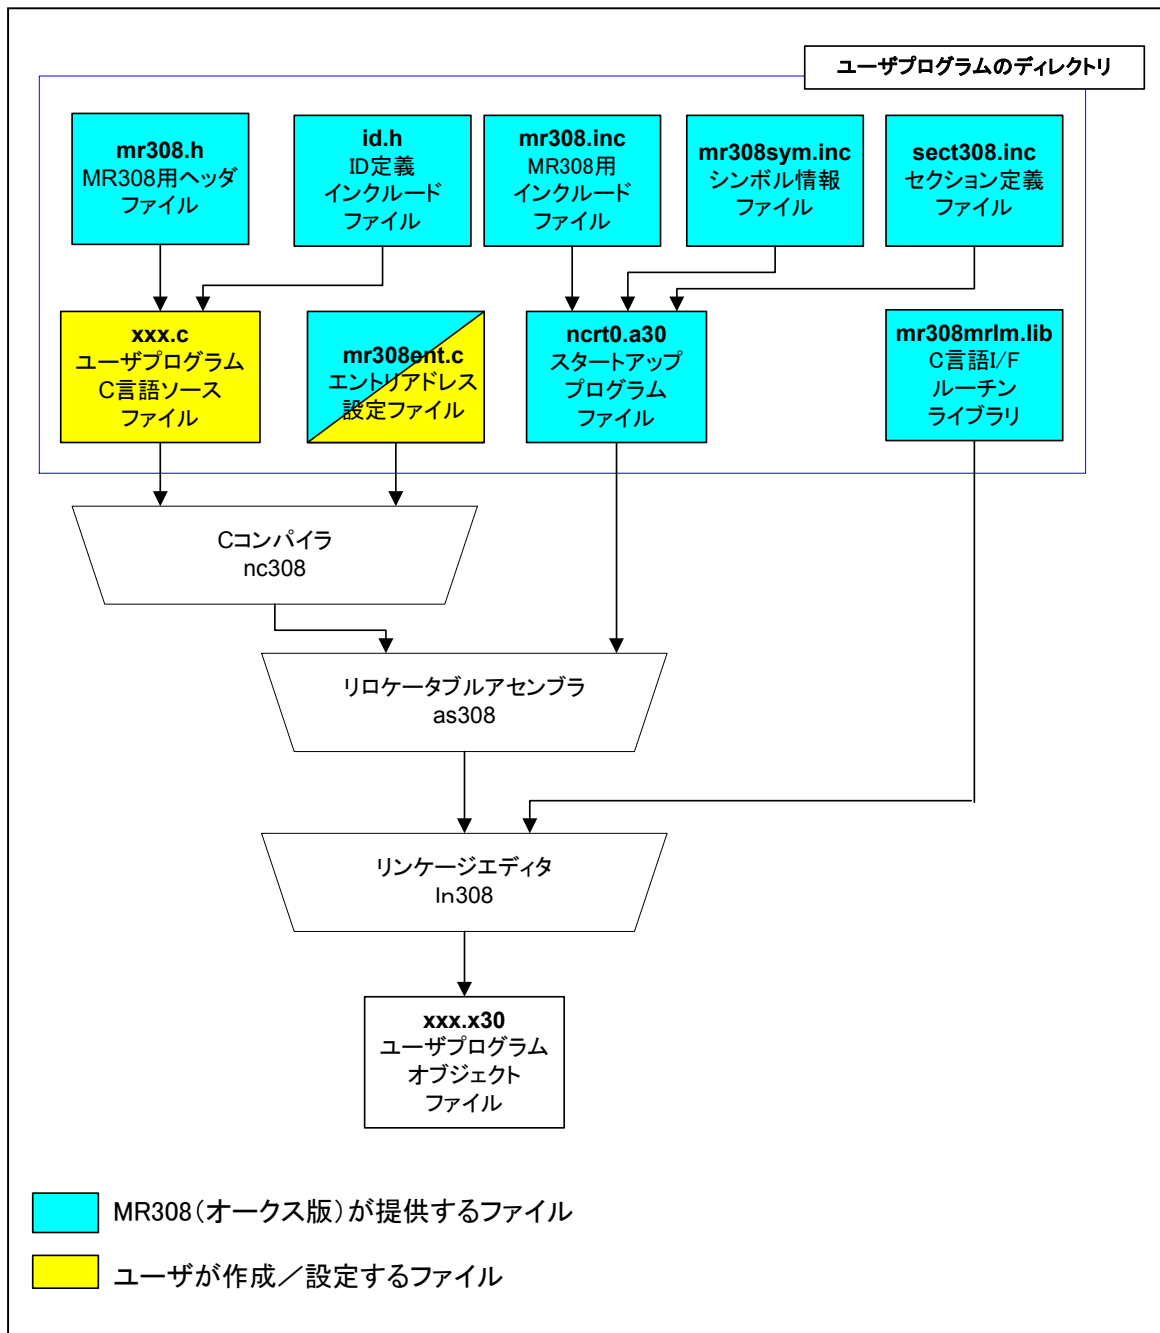 ユーザプログラムのディレクトリ
mr308.h
MR308用ヘッダ
ファイル
id.h
ID定義
インクルード
ファイル
mr308.inc
MR308用
インクルード
ファイル
mr308sym.inc
シンボル情報
ファイル
sect308.inc
セクション定義
ファイル
xxx.c
ユーザプログラム
C言語ソース
ファイル
mr308ent.c
エントリアドレス
設定ファイル
ncrt0.a30
スタートアップ
プログラム
ファイル
mr308mrlm.lib
C言語I/F
ルーチン
ライブラリ
Cコンパイラ
nc308
リロケータブルアセンブラ
as308
リンケージエディタ
ln308
xxx.x30
ユーザプログラム
オブジェクト
ファイル
MR308(オークス版)が提供するファイル
ユーザが作成/設定するファイル